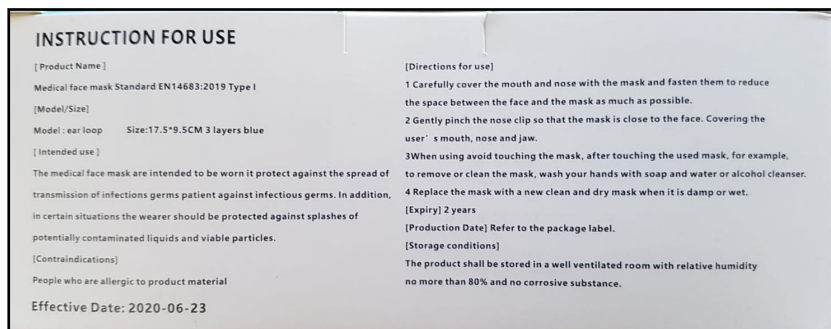 INSTRUCTION FOR USE
[Product Name]
Medical face mask Standard EN14683:2019 Type I
[Model/Size]
Model : ear loop Size:17.5*9.5CM 3 layers blue
[Intended use]
The medical face mask are intended to be worn it protect against the spread of
transmission of infections germs patient against infectious germs. In addition,
in certain situations the wearer should be protected against splashes of
potentially contaminated liquids and viable particles.
[Contraindications]
People who are allergic to product material
Effective Date: 2020-06-23
[Directions for use]
1 Carefully cover the mouth and nose with the mask and fasten them to reduce
the space between the face and the mask as much as possible.
2 Gently pinch the nose clip so that the mask is close to the face. Covering the
user' s mouth, nose and jaw.
3When using avoid touching the mask, after touching the used mask, for example,
to remove or clean the mask, wash your hands with soap and water or alcohol cleanser.
4 Replace the mask with a new clean and dry mask when it is damp or wet.
[Expiry] 2 years
[Production Date] Refer to the package label.
[Storage conditions]
The product shall be stored in a well ventilated room with relative humidity
no more than 80% and no corrosive substance.